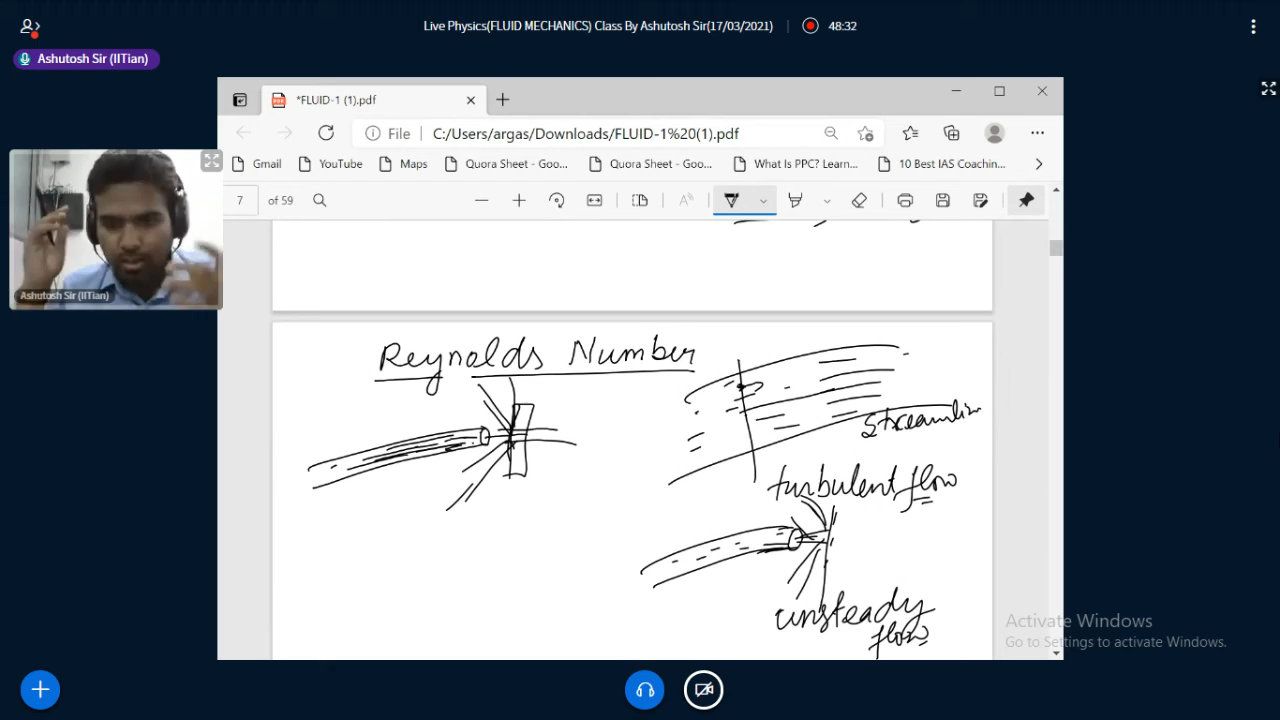 Live Physics(FLUID MECHANICS) Class By Ashutosh Sir(17/03/2021)
48:32
Ashutosh Sir (IITian)
*FLUID-1 (1).pdf
File C:/Users/argas/Downloads/FLUID-1%20(1).pdf
Gmail YouTube Maps Quora Sheet - Goo... Quora Sheet - Goo... What Is PPC? Learn... 10 Best IAS Coachin...
7 of 59
Ashutosh Sir (IITian)
Reynolds Number
Streamlin
turbulent flow
unsteady
flow
Activate Windows
Go to Settings to activate Windows.